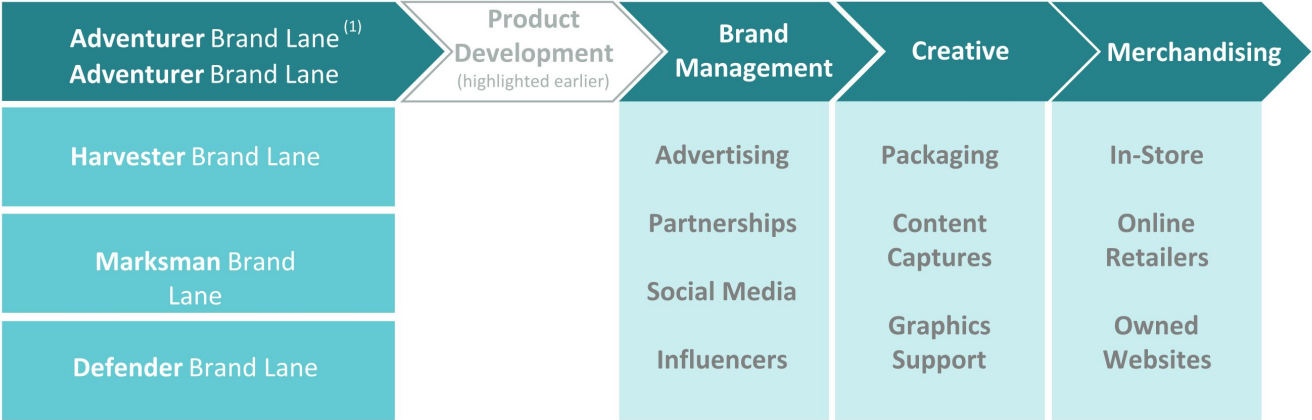 Adventurer Brand Lane (1)
Adventurer Brand Lane
Product
Development
(highlighted earlier)
Brand
Management
Creative
Merchandising
Harvester Brand Lane
Marksman Brand
Lane
Defender Brand Lane
Advertising
Partnerships
Social Media
Influencers
Packaging
Content
Captures
Graphics
Support
In-Store
Online
Retailers
Owned
Websites